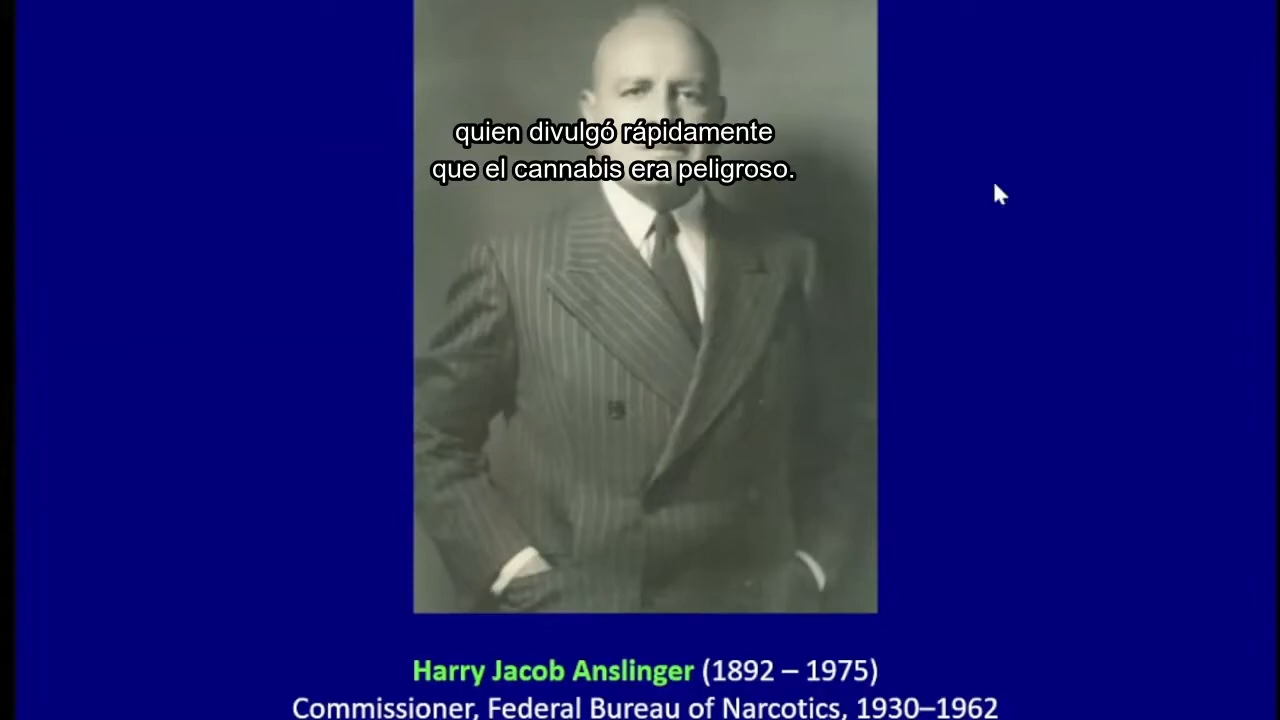 quien divulgó rápidamente
que el cannabis era peligroso.
Harry Jacob Anslinger (1892 – 1975)
Commissioner, Federal Bureau of Narcotics, 1930–1962